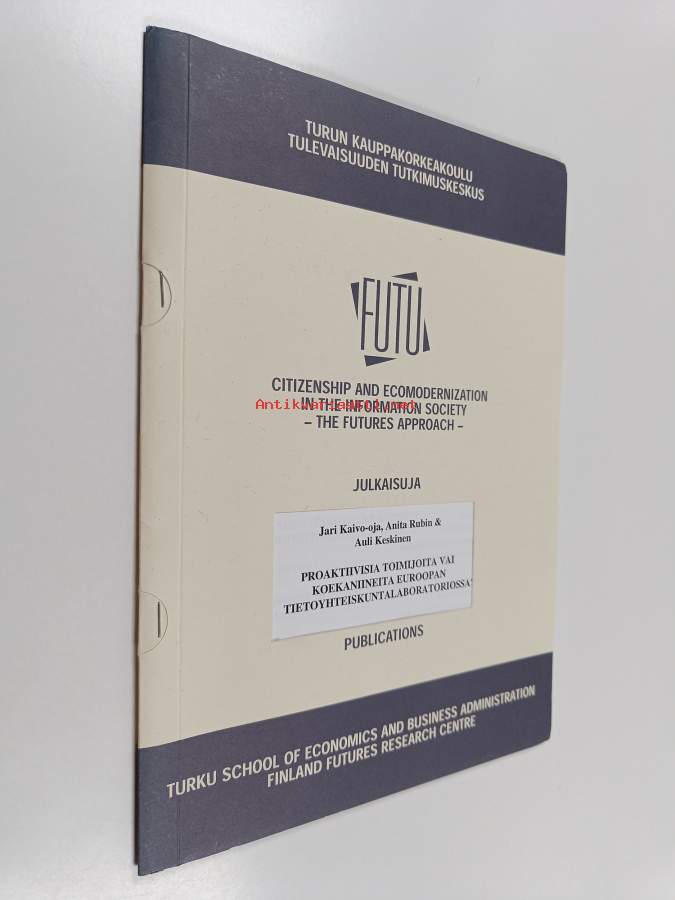 TURUN KAUPPAKORKEAKOULU
TULEVAISUUDEN TUTKIMUSKESKUS
FUTU
CITIZENSHIP AND ECOMODERNIZATION
IN THE INFORMATION SOCIETY
– THE FUTURES APPROACH –
Antikvariaatti.net
JULKAISUJA
Jari Kaivo-oja, Anita Rubin &
Auli Keskinen
PROAKTIIVISIA TOIMIJOITA VAI
KOEKANIINEITA EUROOPAN
TIETOYHTEISKUNTALABORATORIOSSA?
PUBLICATIONS
TURKU SCHOOL OF ECONOMICS AND BUSINESS ADMINISTRATION
FINLAND FUTURES RESEARCH CENTRE